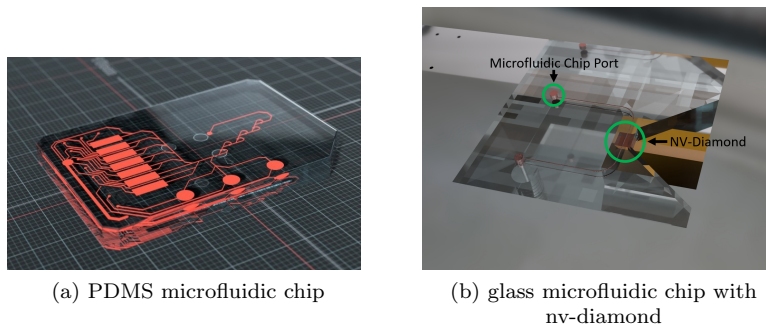 Microfluidic Chip Port
NV-Diamond
(a) PDMS microfluidic chip
(b) glass microfluidic chip with
nv-diamond